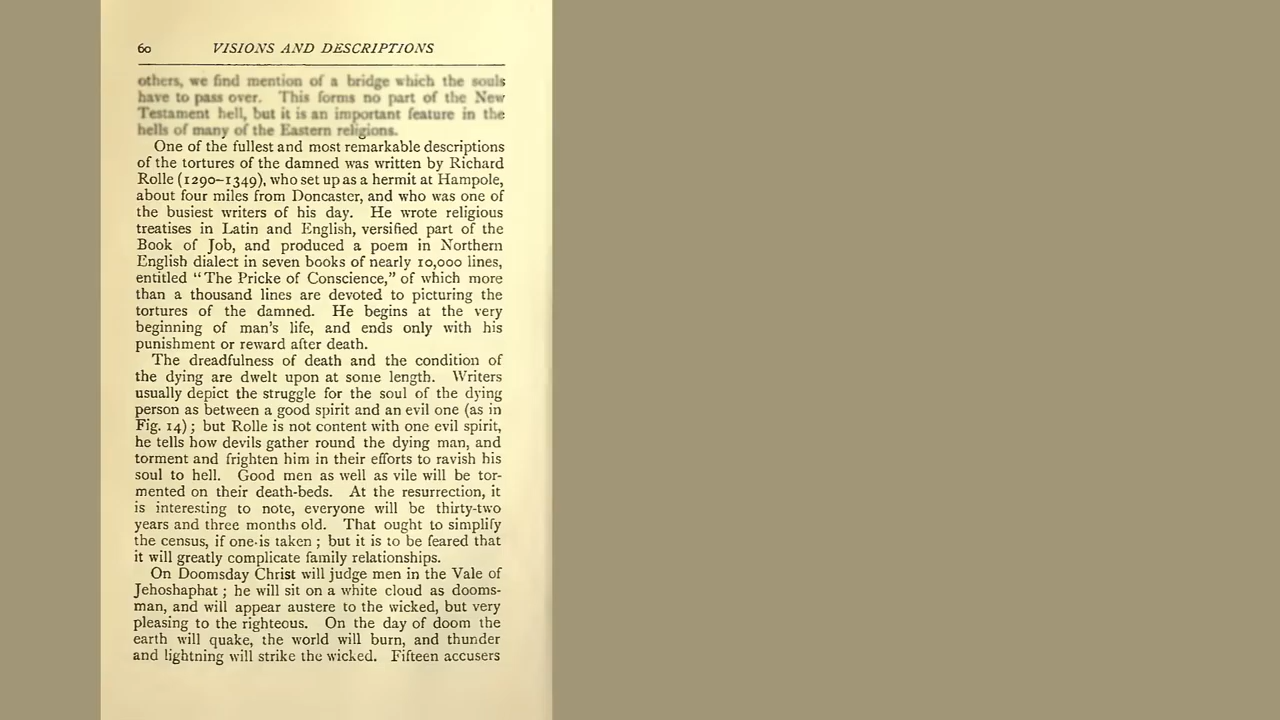 60 VISIONS AND DESCRIPTIONS
others, we find mention of a bridge which the souls
have to pass over. This forms no part of the New
Testament hell, but it is an important feature in the
hells of many of the Eastern religions.
One of the fullest and most remarkable descriptions
of the tortures of the damned was written by Richard
Rolle (1290–1349), who set up as a hermit at Hampole,
about four miles from Doncaster, and who was one of
the busiest writers of his day. He wrote religious
treatises in Latin and English, versified part of the
Book of Job, and produced a poem in Northern
English dialect in seven books of nearly 10,000 lines,
entitled “The Pricke of Conscience,” of which more
than a thousand lines are devoted to picturing the
tortures of the damned. He begins at the very
beginning of man’s life, and ends only with his
punishment or reward after death.
The dreadfulness of death and the condition of
the dying are dwelt upon at some length. Writers
usually depict the struggle for the soul of the dying
person as between a good spirit and an evil one (as in
Fig. 14); but Rolle is not content with one evil spirit,
he tells how devils gather round the dying man, and
torment and frighten him in their efforts to ravish his
soul to hell. Good men as well as vile will be tor-
mented on their death-beds. At the resurrection, it
is interesting to note, everyone will be thirty-two
years and three months old. That ought to simplify
the census, if one is taken; but it is to be feared that
it will greatly complicate family relationships.
On Doomsday Christ will judge men in the Vale of
Jehoshaphat; he will sit on a white cloud as dooms-
man, and will appear austere to the wicked, but very
pleasing to the righteous. On the day of doom the
earth will quake, the world will burn, and thunder
and lightning will strike the wicked. Fifteen accusers